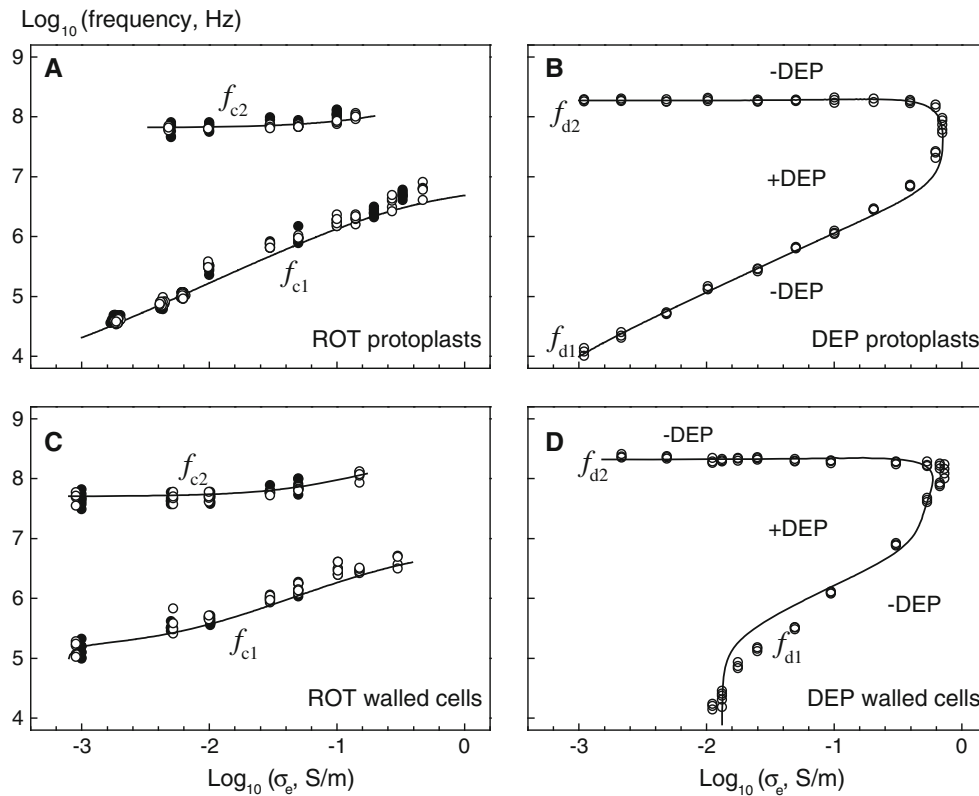 Log10 (frequency, Hz)
A
9
8
7
6
5
4
fc2
fc1
ROT protoplasts
B
-DEP
fd2
+DEP
-DEP
fd1
DEP protoplasts
C
9
8
7
6
5
4
fc2
fc1
ROT walled cells
D
-DEP
fd2
+DEP
-DEP
fd1
DEP walled cells
-3 -2 -1 0
-3 -2 -1 0
Log10 (σe, S/m)
Log10 (σe, S/m)